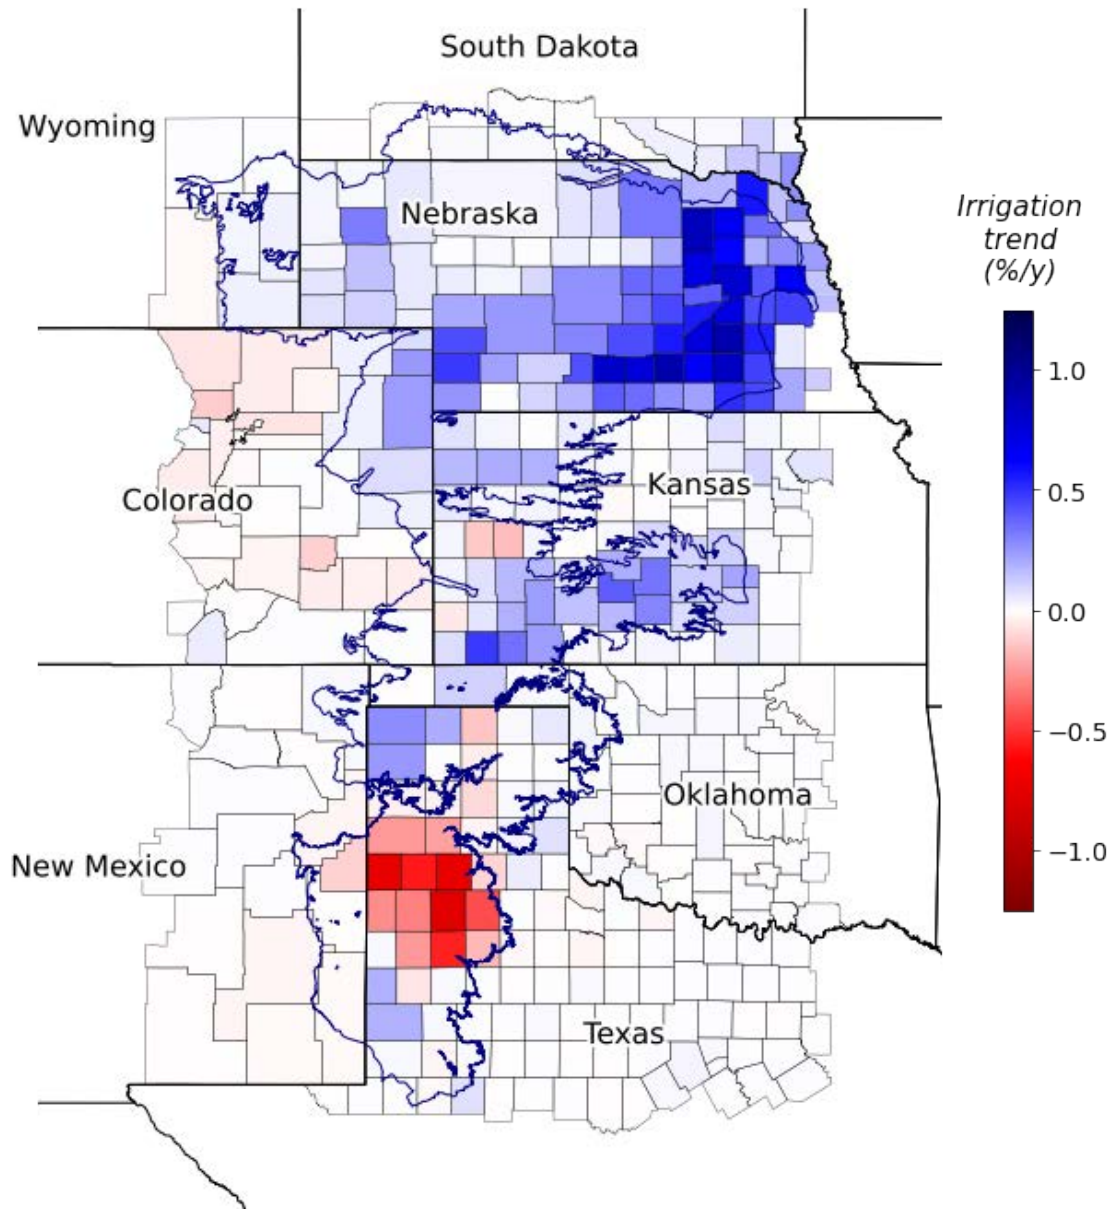 South Dakota
Wyoming
Nebraska
Irrigation
trend
(%/y)
1.0
0.5
0.0
−0.5
−1.0
Kansas
Colorado
Oklahoma
New Mexico
Texas